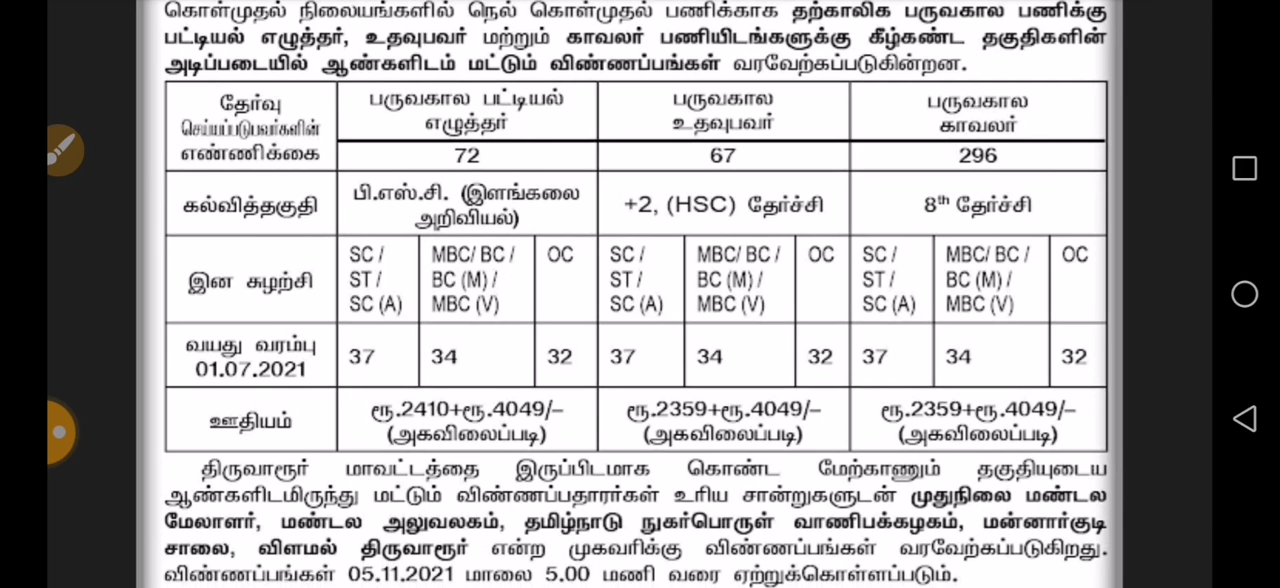 கொள்முதல் நிலையங்களில் நெல் கொள்முதல் பணிக்காக தற்காலிக பருவகால பணிக்கு
பட்டியல் எழுத்தர், உதவுபவர் மற்றும் காவலர் பணியிடங்களுக்கு கீழ்கண்ட தகுதிகளின்
அடிப்படையில் ஆண்களிடம் மட்டும் விண்ணப்பங்கள் வரவேற்கப்படுகின்றன.
தேர்வு செய்யப்படுபவர்களின் எண்ணிக்கை
பருவகால பட்டியல் எழுத்தர்
பருவகால உதவுபவர்
பருவகால காவலர்
72 67 296
கல்வித்தகுதி
பி.எஸ்.சி. (இளங்கலை அறிவியல்)
+2, (HSC) தேர்ச்சி
8th தேர்ச்சி
இன சுழற்சி
SC / ST / SC (A)
MBC/ BC / BC (M) / MBC (V)
OC
SC / ST / SC (A)
MBC/ BC / BC (M) / MBC (V)
OC
SC / ST / SC (A)
MBC/ BC / BC (M) / MBC (V)
OC
வயது வரம்பு 01.07.2021
37 34 32 37 34 32 37 34 32
ஊதியம்
ரூ.2410+ரூ.4049/– (அகவிலைப்படி)
ரூ.2359+ரூ.4049/– (அகவிலைப்படி)
ரூ.2359+ரூ.4049/– (அகவிலைப்படி)
திருவாரூர் மாவட்டத்தை இருப்பிடமாக கொண்ட மேற்காணும் தகுதியுடைய
ஆண்களிடமிருந்து மட்டும் விண்ணப்பதாரர்கள் உரிய சான்றுகளுடன் முதுநிலை மண்டல
மேலாளர், மண்டல அலுவலகம், தமிழ்நாடு நுகர்பொருள் வாணிபக்கழகம், மன்னார்குடி
சாலை, விளமல் திருவாரூர் என்ற முகவரிக்கு விண்ணப்பங்கள் வரவேற்கப்படுகிறது.
விண்ணப்பங்கள் 05.11.2021 மாலை 5.00 மணி வரை ஏற்றுக்கொள்ளப்படும்.